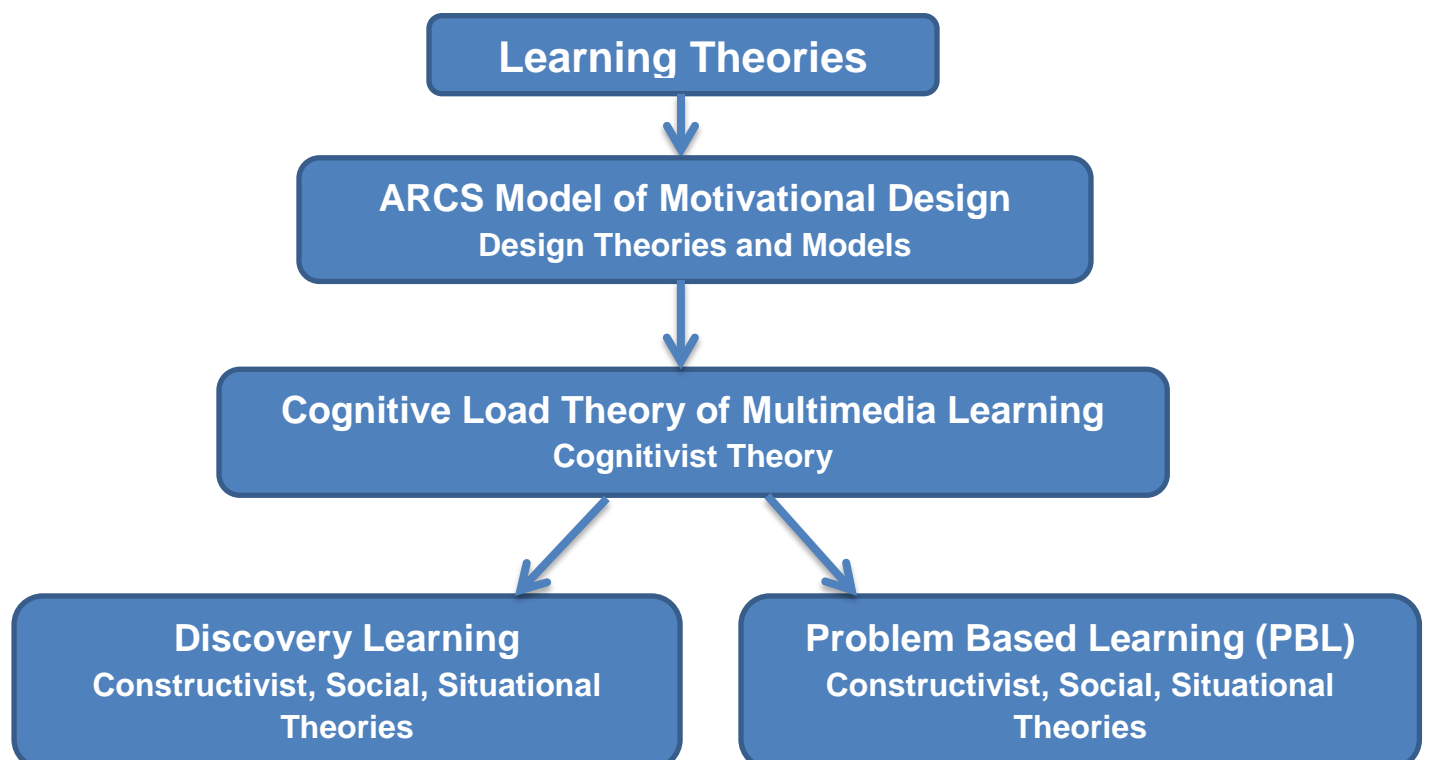 Learning Theories
ARCS Model of Motivational Design
Design Theories and Models
Cognitive Load Theory of Multimedia Learning
Cognitivist Theory
Discovery Learning
Constructivist, Social, Situational
Theories
Problem Based Learning (PBL)
Constructivist, Social, Situational
Theories